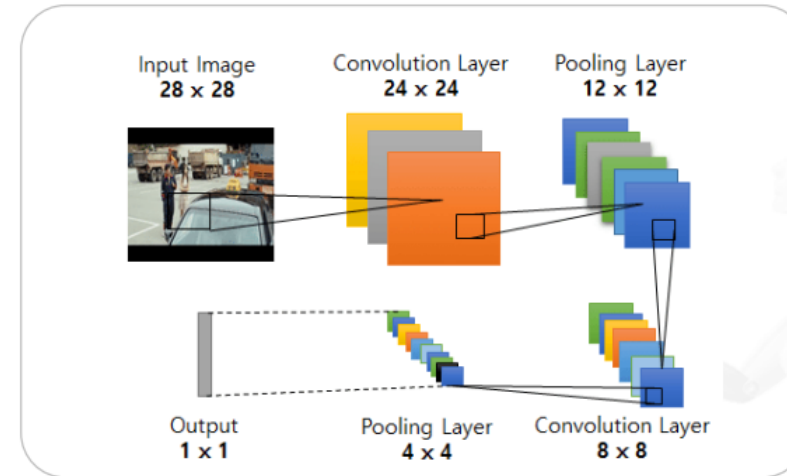 Input Image
28 x 28
Convolution Layer
24 x 24
Pooling Layer
12 x 12
Output
1 x 1
Pooling Layer
4 x 4
Convolution Layer
8 x 8